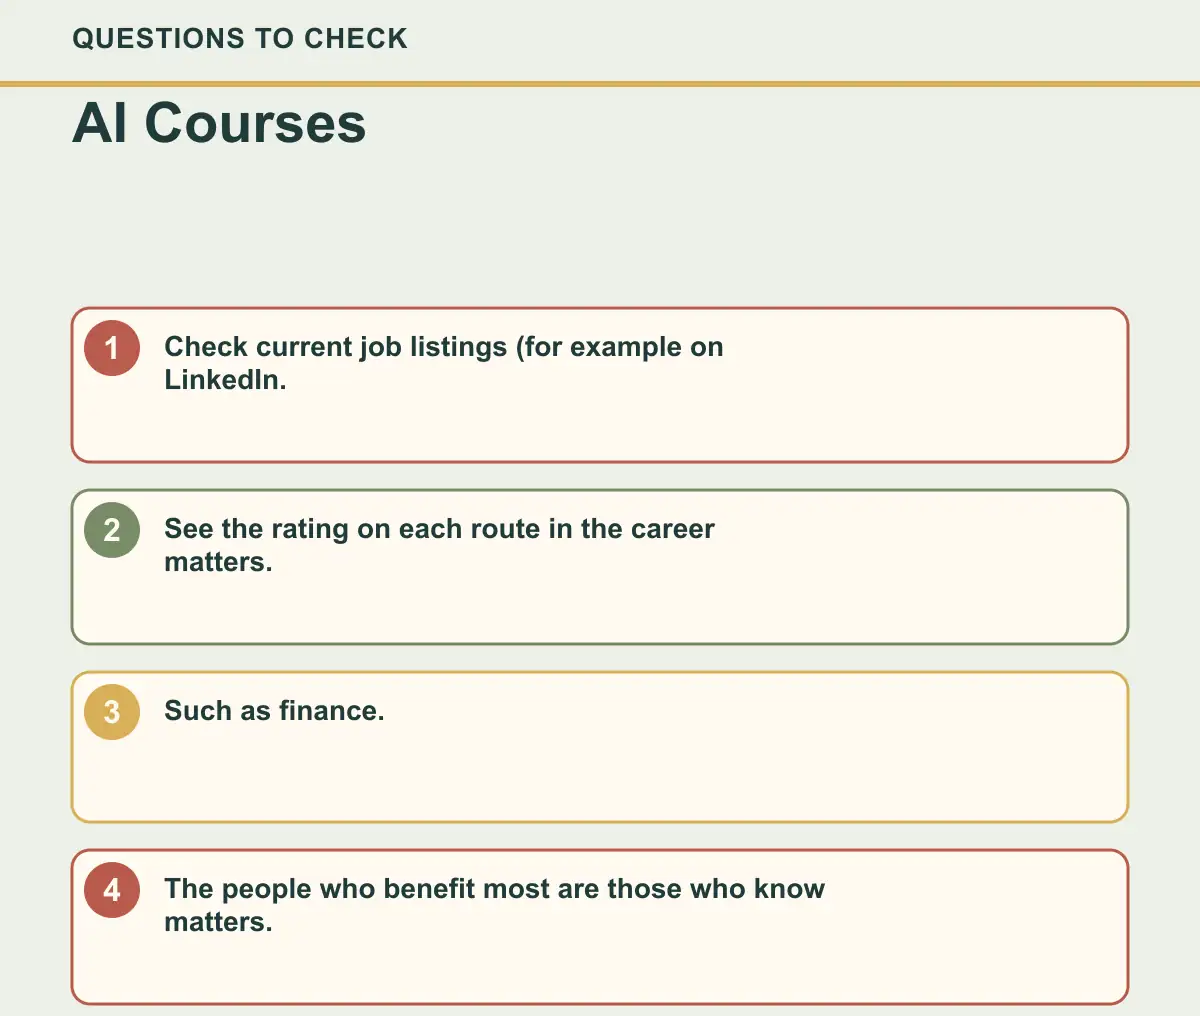 QUESTIONS TO CHECK
AI Courses
1
Check current job listings (for example on
LinkedIn.
2
See the rating on each route in the career
matters.
3
Such as finance.
4
The people who benefit most are those who know
matters.